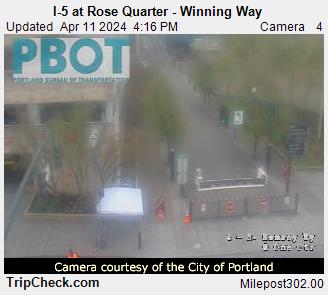 I-5 at Rose Quarter - Winning Way
Updated  Apr 11 2024  4:16 PM
Camera  4
PBOT
PORTLAND BUREAU OF TRANSPORTATION
Camera courtesy of the City of Portland
TripCheck.com
Milepost302.00